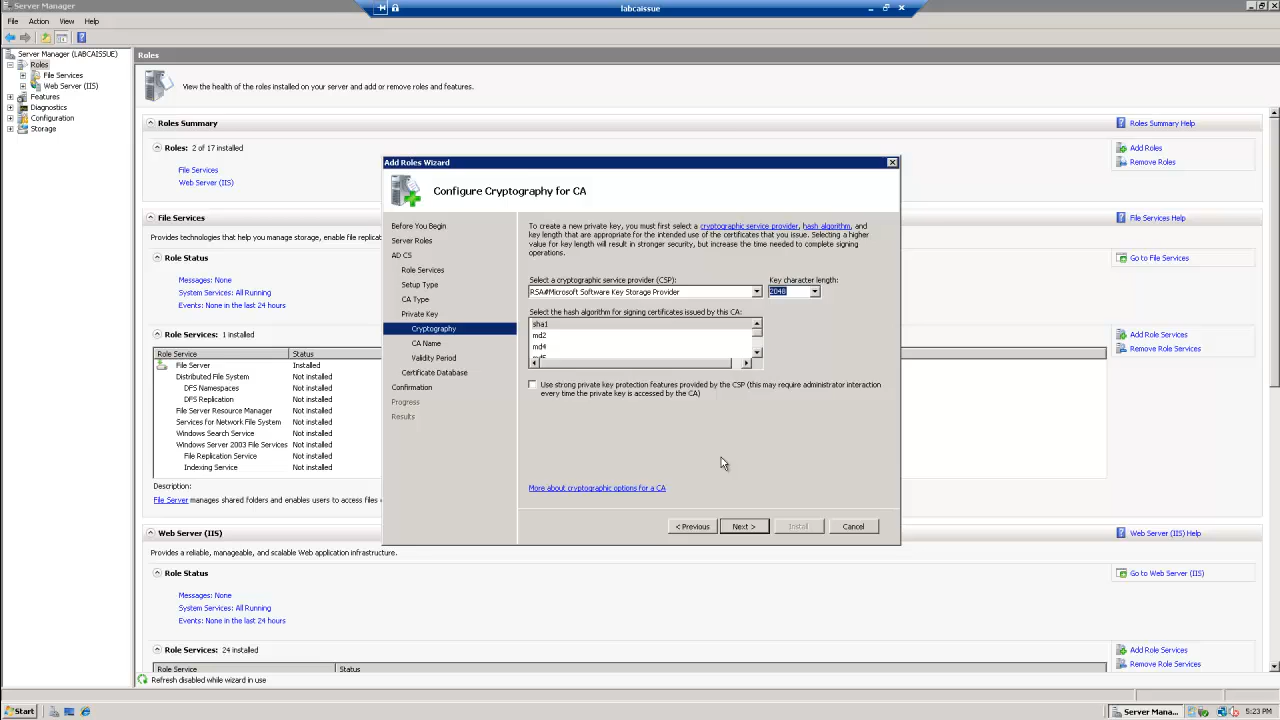 Server Manager
labcaissue
File Action View Help
Server Manager (LABCAISSUE)
Roles
File Services
Web Server (IIS)
Features
Diagnostics
Configuration
Storage
Roles
View the health of the roles installed on your server and add or remove roles and features.
Roles Summary
Roles Summary Help
Roles: 2 of 17 installed
Add Roles
Remove Roles
File Services
Web Server (IIS)
File Services
File Services Help
Provides technologies that help you manage storage, enable file
Role Status
Go to File Services
Messages: None
System Services: All Running
Events: None in the last 24 hours
Role Services: 1 installed
Add Role Services
Remove Role Services
Role Service Status
File Server Installed
Distributed File System Not installed
DFS Namespaces Not installed
DFS Replication Not installed
File Server Resource Manager Not installed
Services for Network File System Not installed
Windows Search Service Not installed
Windows Server 2003 File Services Not installed
File Replication Service Not installed
Indexing Service Not installed
Description:
File Server manages shared folders and enables users to access files
Add Roles Wizard
Configure Cryptography for CA
Before You Begin
Server Roles
AD CS
Role Services
Setup Type
CA Type
Private Key
Cryptography
CA Name
Validity Period
Certificate Database
Confirmation
Progress
Results
To create a new private key, you must first select a cryptographic service provider, hash algorithm, and
key length that are appropriate for the intended use of the certificates that you issue. Selecting a higher
value for key length will result in stronger security, but increase the time needed to complete signing
operations.
Select a cryptographic service provider (CSP):
Key character length:
RSA#Microsoft Software Key Storage Provider
2048
Select the hash algorithm for signing certificates issued by this CA:
sha1
md2
md4
md5
Use strong private key protection features provided by the CSP (this may require administrator interaction
every time the private key is accessed by the CA)
More about cryptographic options for a CA
< Previous Next > Install Cancel
Web Server (IIS)
Web Server (IIS) Help
Provides a reliable, manageable, and scalable Web application infrastructure.
Role Status
Go to Web Server (IIS)
Messages: None
System Services: All Running
Events: None in the last 24 hours
Role Services: 24 installed
Add Role Services
Remove Role Services
Role Service Status
Refresh disabled while wizard in use
Start
Server Mana...
5:23 PM